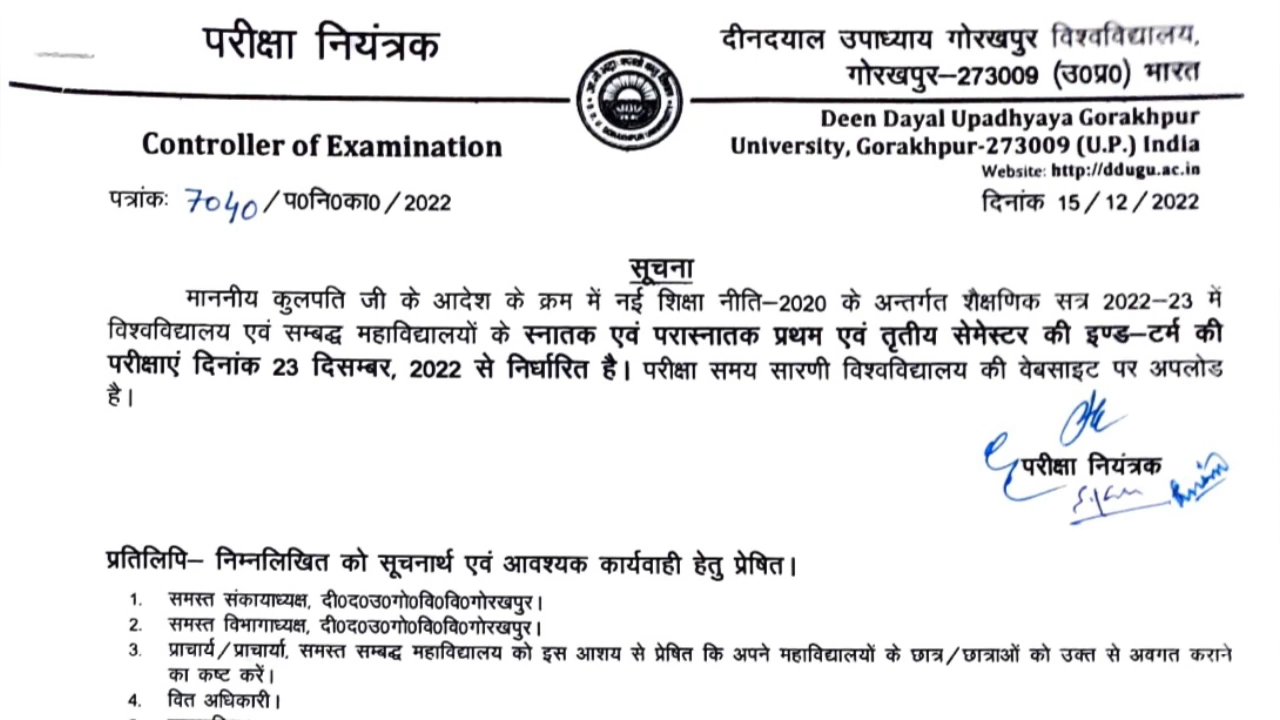 परीक्षा नियंत्रक
दीनदयाल उपाध्याय गोरखपुर विश्वविद्यालय,
गोरखपुर–273009 (उ0प्र0) भारत
Controller of Examination
Deen Dayal Upadhyaya Gorakhpur
University, Gorakhpur-273009 (U.P.) India
Website: http://ddugu.ac.in
पत्रांकः 7040/प0नि0का0/2022
दिनांक 15/12/2022
सूचना
माननीय कुलपति जी के आदेश के क्रम में नई शिक्षा नीति–2020 के अन्तर्गत शैक्षणिक सत्र 2022–23 में
विश्वविद्यालय एवं सम्बद्ध महाविद्यालयों के स्नातक एवं परास्नातक प्रथम एवं तृतीय सेमेस्टर की इण्ड–टर्म की
परीक्षाएं दिनांक 23 दिसम्बर, 2022 से निर्धारित है। परीक्षा समय सारणी विश्वविद्यालय की वेबसाइट पर अपलोड
है।
परीक्षा नियंत्रक
प्रतिलिपि– निम्नलिखित को सूचनार्थ एवं आवश्यक कार्यवाही हेतु प्रेषित।
1. समस्त संकायाध्यक्ष, दी0द0उ0गो0वि0वि0गोरखपुर।
2. समस्त विभागाध्यक्ष, दी0द0उ0गो0वि0वि0गोरखपुर।
3. प्राचार्य/प्राचार्या, समस्त सम्बद्ध महाविद्यालय को इस आशय से प्रेषित कि अपने महाविद्यालयों के छात्र/छात्राओं को उक्त से अवगत कराने
का कष्ट करें।
4. वित अधिकारी।